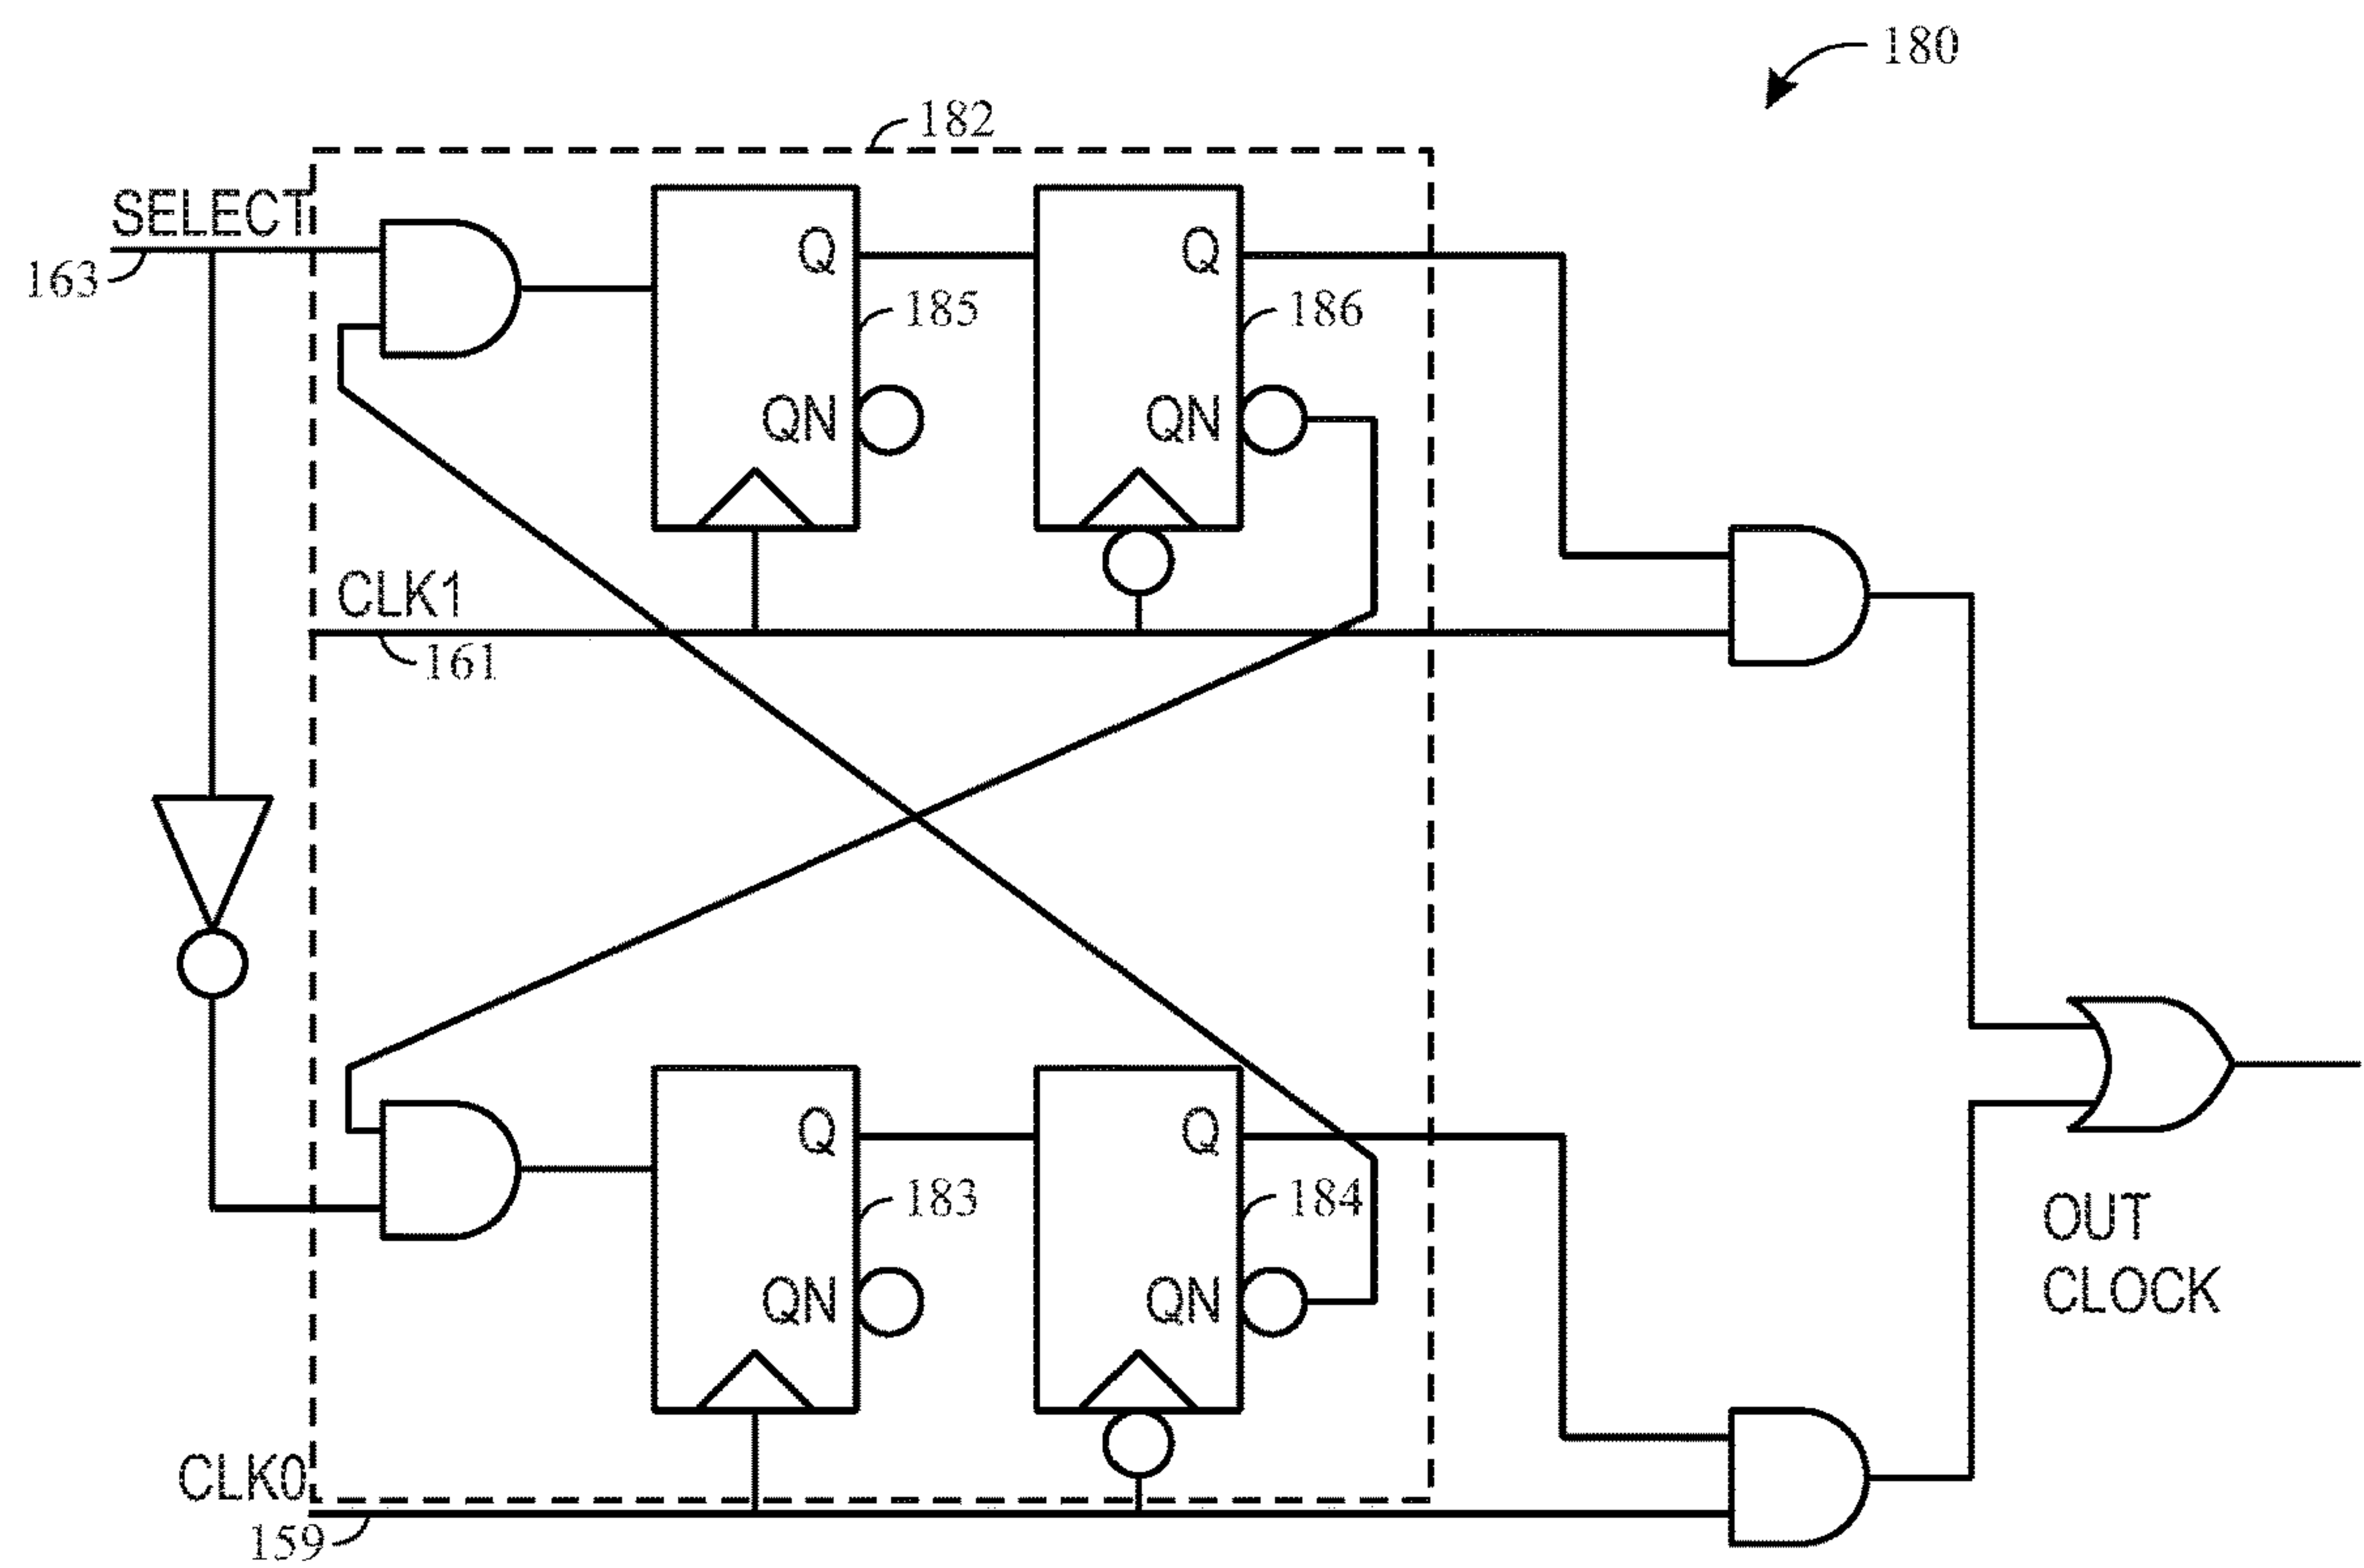 180
182
SELECT
163
Q
Q
185
186
QN
QN
CLK1
161
Q
Q
183
184
QN
QN
OUT
CLOCK
CLK0
159